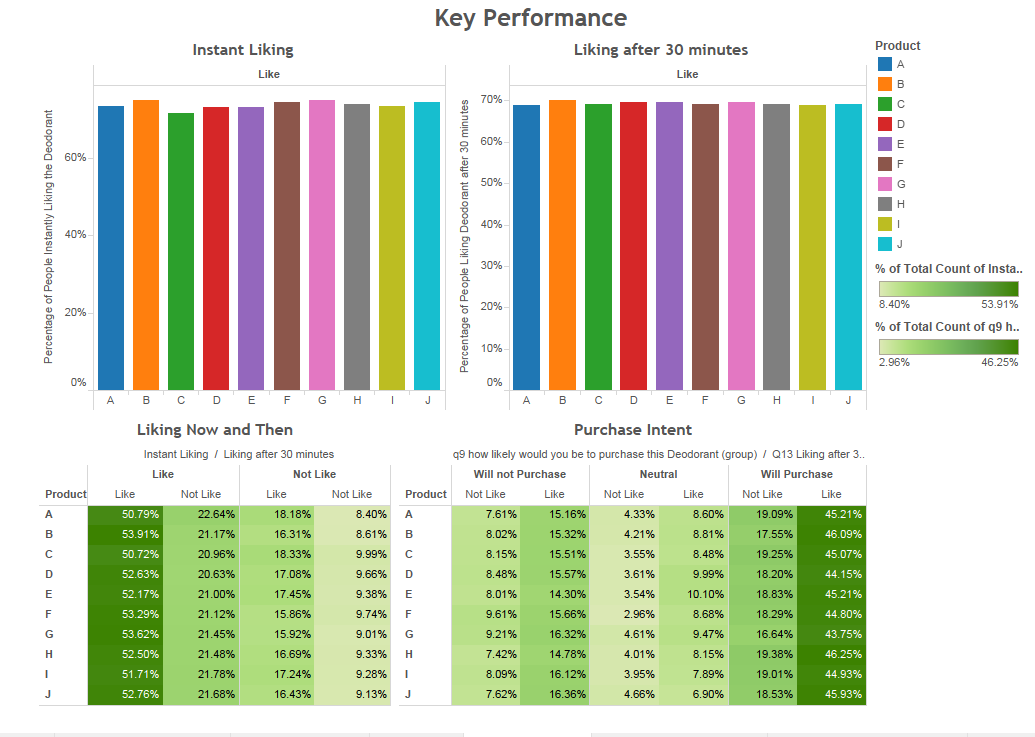 Key Performance
Instant Liking
Like
Percentage of People Instantly Liking the Deodorant
60%
40%
20%
0%
A B C D E F G H I J
Liking after 30 minutes
Like
Percentage of People Liking Deodorant after 30 minutes
70%
60%
50%
40%
30%
20%
10%
0%
A B C D E F G H I J
Product
A
B
C
D
E
F
G
H
I
J
% of Total Count of Insta..
8.40% 53.91%
% of Total Count of q9 h..
2.96% 46.25%
Liking Now and Then
Instant Liking / Liking after 30 minutes
Like Not Like
Product Like Not Like Like Not Like
A 50.79% 22.64% 18.18% 8.40%
B 53.91% 21.17% 16.31% 8.61%
C 50.72% 20.96% 18.33% 9.99%
D 52.63% 20.63% 17.08% 9.66%
E 52.17% 21.00% 17.45% 9.38%
F 53.29% 21.12% 15.86% 9.74%
G 53.62% 21.45% 15.92% 9.01%
H 52.50% 21.48% 16.69% 9.33%
I 51.71% 21.78% 17.24% 9.28%
J 52.76% 21.68% 16.43% 9.13%
Purchase Intent
q9 how likely would you be to purchase this Deodorant (group) / Q13 Liking after 3..
Will not Purchase Neutral Will Purchase
Product Not Like Like Not Like Like Not Like Like
A 7.61% 15.16% 4.33% 8.60% 19.09% 45.21%
B 8.02% 15.32% 4.21% 8.81% 17.55% 46.09%
C 8.15% 15.51% 3.55% 8.48% 19.25% 45.07%
D 8.48% 15.57% 3.61% 9.99% 18.20% 44.15%
E 8.01% 14.30% 3.54% 10.10% 18.83% 45.21%
F 9.61% 15.66% 2.96% 8.68% 18.29% 44.80%
G 9.21% 16.32% 4.61% 9.47% 16.64% 43.75%
H 7.42% 14.78% 4.01% 8.15% 19.38% 46.25%
I 8.09% 16.12% 3.95% 7.89% 19.01% 44.93%
J 7.62% 16.36% 4.66% 6.90% 18.53% 45.93%